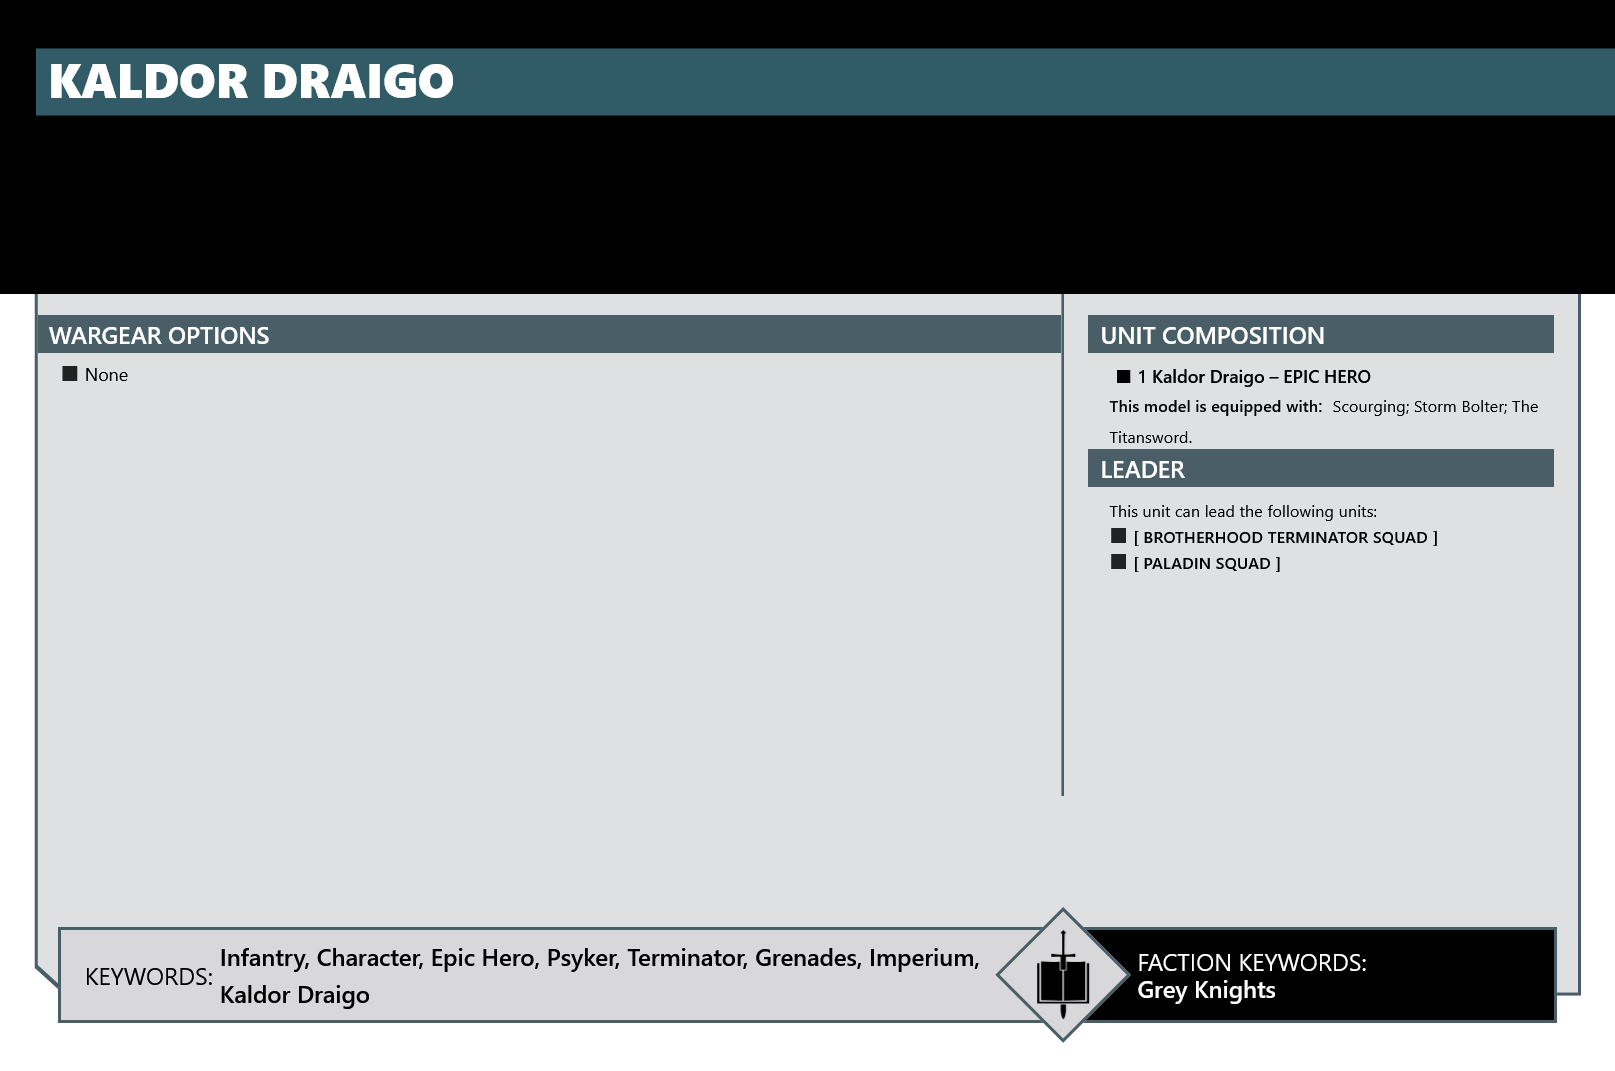 KALDOR DRAIGO
WARGEAR OPTIONS
None
UNIT COMPOSITION
1 Kaldor Draigo – EPIC HERO
This model is equipped with: Scourging; Storm Bolter; The
Titansword.
LEADER
This unit can lead the following units:
[ BROTHERHOOD TERMINATOR SQUAD ]
[ PALADIN SQUAD ]
KEYWORDS: Infantry, Character, Epic Hero, Psyker, Terminator, Grenades, Imperium,
Kaldor Draigo
FACTION KEYWORDS:
Grey Knights